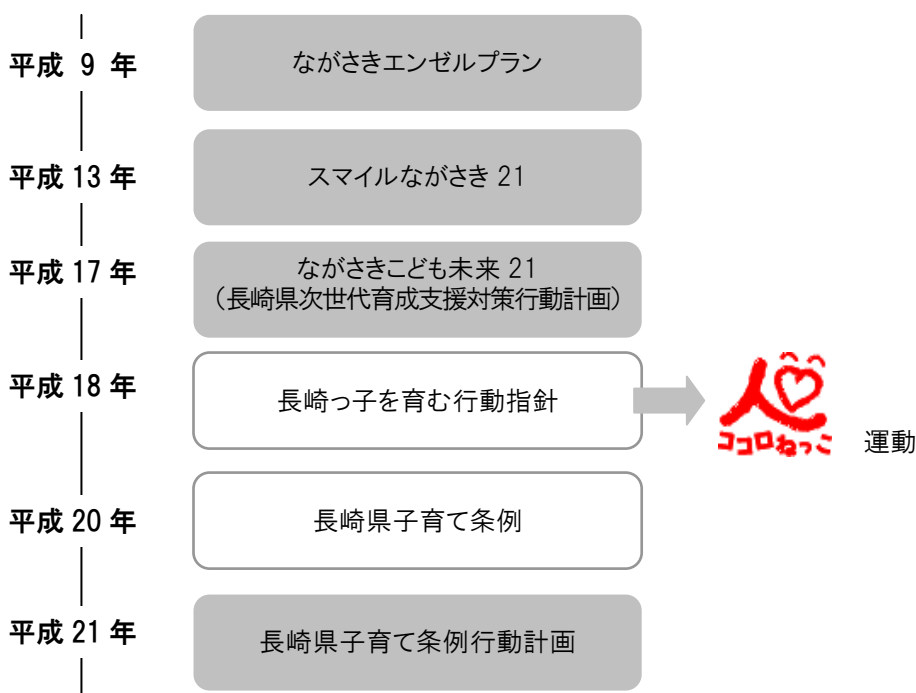 平成 9 年
ながさきエンゼルプラン
平成 13 年
スマイルながさき 21
平成 17 年
ながさきこども未来 21
（長崎県次世代育成支援対策行動計画）
平成 18 年
長崎っ子を育む行動指針
ココロねっこ 運動
平成 20 年
長崎県子育て条例
平成 21 年
長崎県子育て条例行動計画